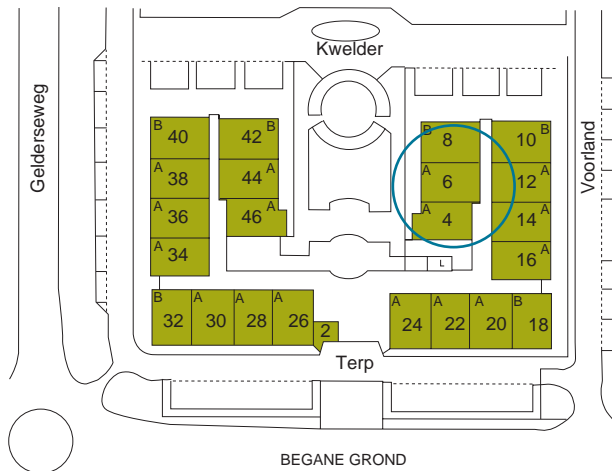 Kwelder
Gelderseweg
Voorland
B 40
B 42
B 8
B 10
A 38
A 44
A 6
A 12
A 36
A 46
A 4
A 14
A 34
A 16
L
B 32
A 30
A 28
A 26
2
A 24
A 22
A 20
B 18
Terp
BEGANE GROND